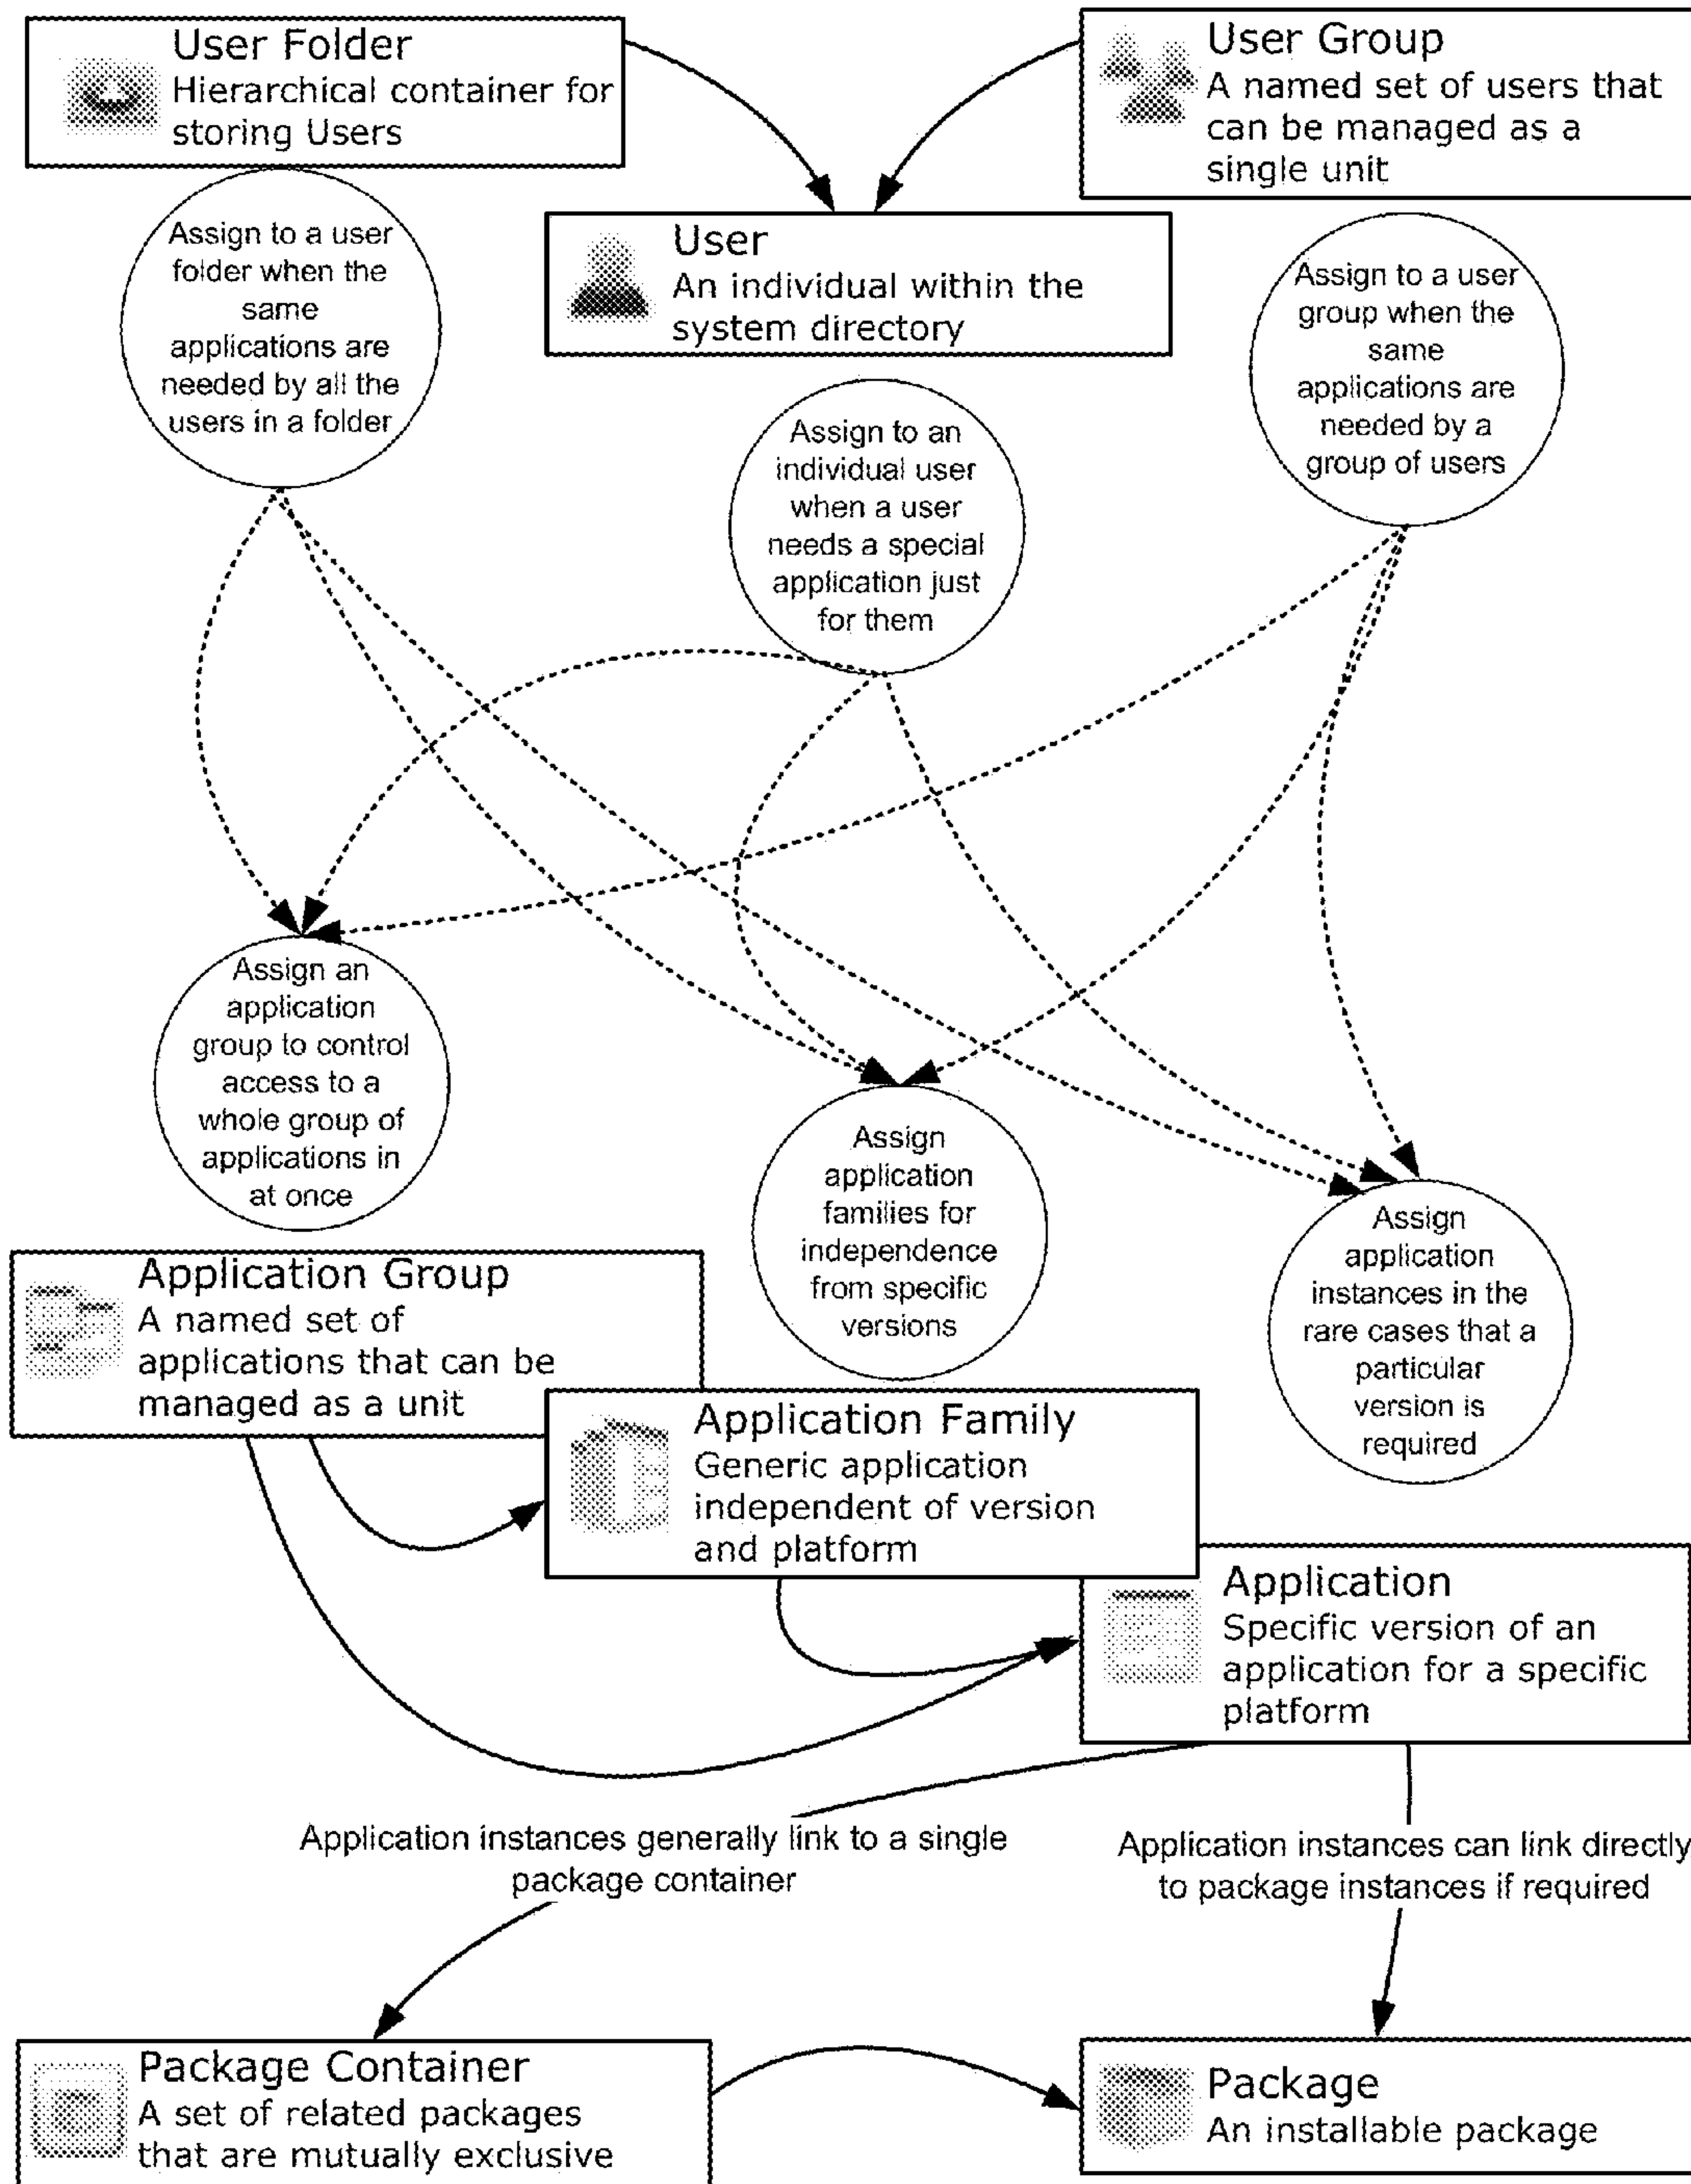 User Folder
Hierarchical container for
storing Users
User Group
A named set of users that
can be managed as a
single unit
User
An individual within the
system directory
Assign to a user
folder when the
same
applications are
needed by all the
users in a folder
Assign to an
individual user
when a user
needs a special
application just
for them
Assign to a user
group when the
same
applications are
needed by a
group of users
Assign an
application
group to control
access to a
whole group of
applications in
at once
Assign
application
families for
independence
from specific
versions
Assign
application
instances in the
rare cases that a
particular
version is
required
Application Group
A named set of
applications that can be
managed as a unit
Application Family
Generic application
independent of version
and platform
Application
Specific version of an
application for a specific
platform
Application instances generally link to a single
package container
Application instances can link directly
to package instances if required
Package Container
A set of related packages
that are mutually exclusive
Package
An installable package